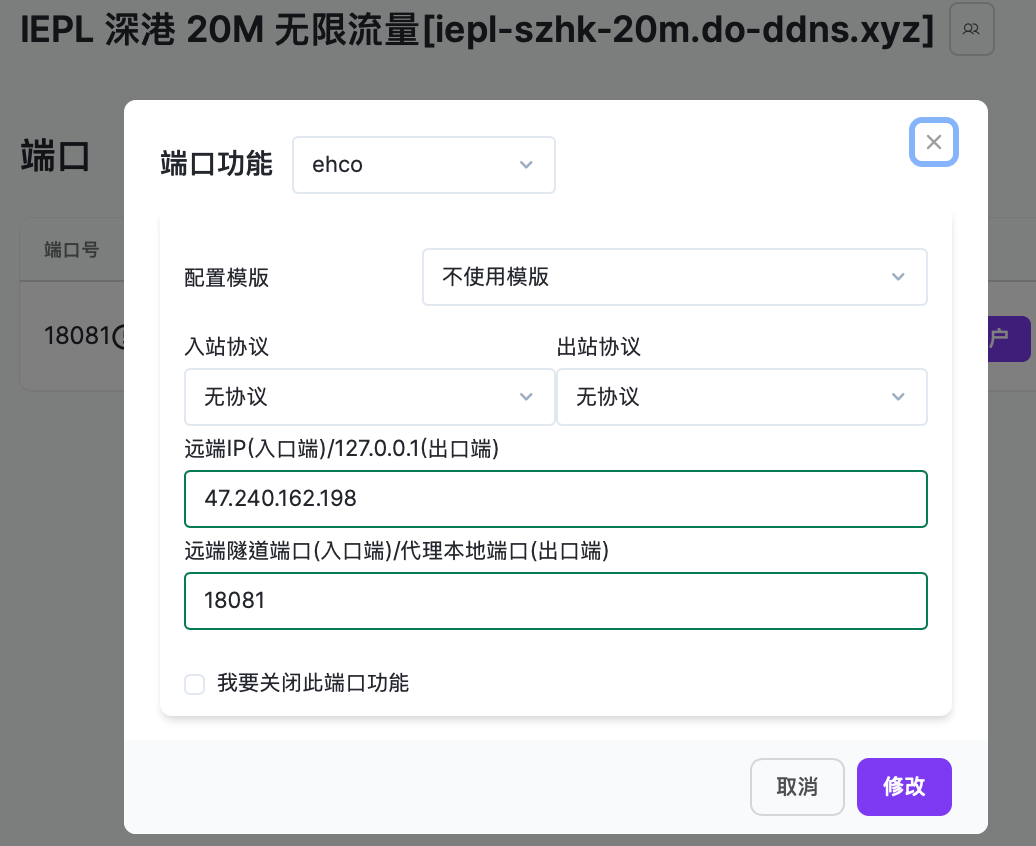 IEPL 深港 20M 无限流量[iepl-szhk-20m.do-ddns.xyz]
端口
端口功能
ehco
端口号
配置模版
不使用模版
18081
户
入站协议
出站协议
无协议
无协议
远端IP(入口端)/127.0.0.1(出口端)
47.240.162.198
远端隧道端口(入口端)/代理本地端口(出口端)
18081
我要关闭此端口功能
取消
修改